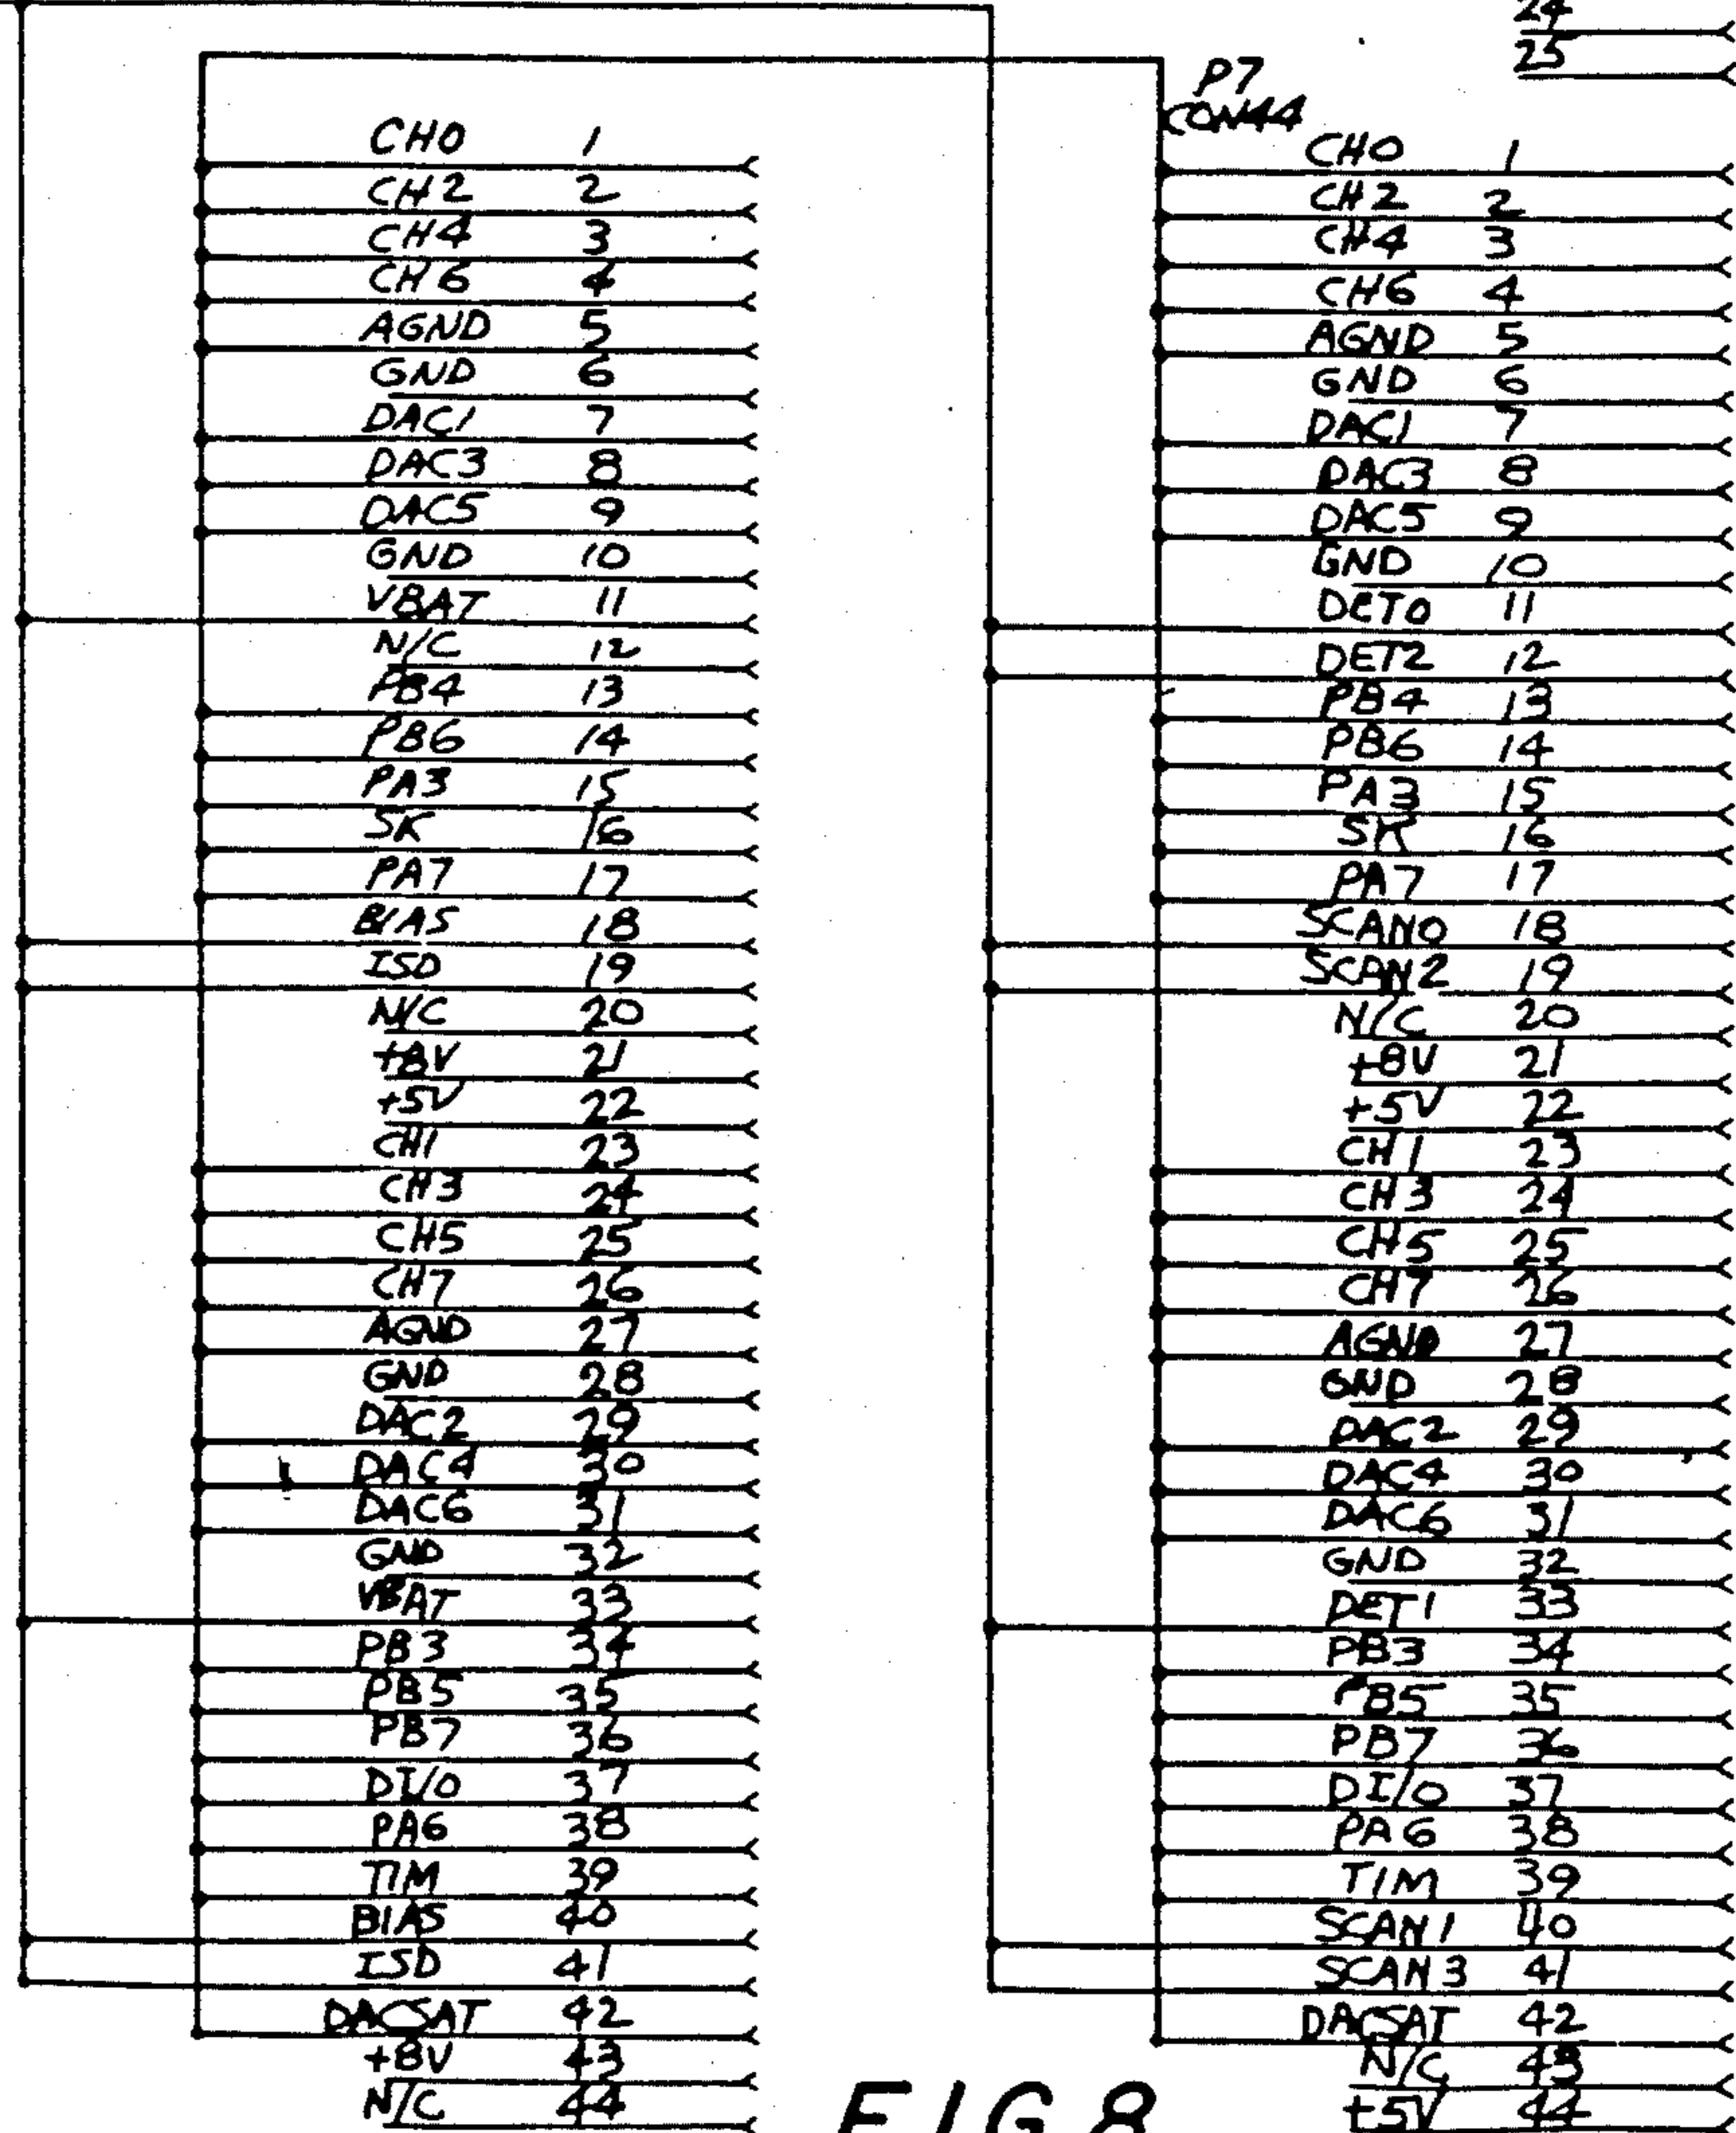 24
25
P7
CON44
CH0 1
CH2 2
CH4 3
CH6 4
AGND 5
GND 6
DAC1 7
DAC3 8
DAC5 9
GND 10
VBAT 11
N/C 12
PB4 13
PB6 14
PA3 15
SK 16
PA7 17
BIAS 18
ISD 19
N/C 20
+8V 21
+5V 22
CH1 23
CH3 24
CH5 25
CH7 26
AGND 27
GND 28
DAC2 29
DAC4 30
DAC6 31
GND 32
VBAT 33
PB3 34
PB5 35
PB7 36
DI/O 37
PA6 38
TIM 39
BIAS 40
ISD 41
DACSAT 42
+8V 43
N/C 44
CH0 1
CH2 2
CH4 3
CH6 4
AGND 5
GND 6
DAC1 7
DAC3 8
DAC5 9
GND 10
DET0 11
DET2 12
PB4 13
PB6 14
PA3 15
SK 16
PA7 17
SCAN0 18
SCAN2 19
N/C 20
+8V 21
+5V 22
CH1 23
CH3 24
CH5 25
CH7 26
AGND 27
GND 28
DAC2 29
DAC4 30
DAC6 31
GND 32
DET1 33
PB3 34
PB5 35
PB7 36
DI/O 37
PA6 38
TIM 39
SCAN1 40
SCAN3 41
DACSAT 42
N/C 43
+5V 44
FIG 8